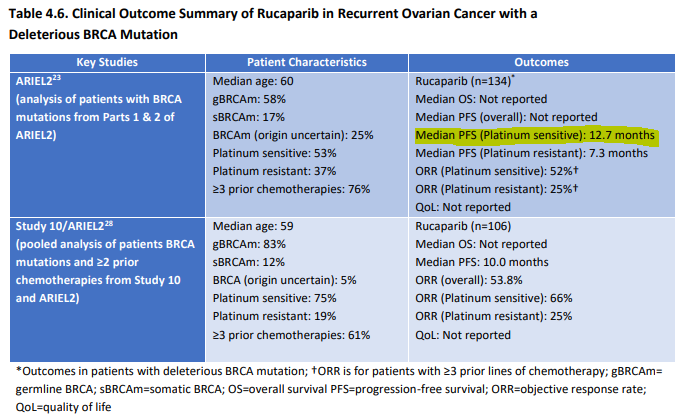 Table 4.6. Clinical Outcome Summary of Rucaparib in Recurrent Ovarian Cancer with a
Deleterious BRCA Mutation
Key Studies
Patient Characteristics
Outcomes
ARIEL2²³
(analysis of patients with BRCA
mutations from Parts 1 & 2 of
ARIEL2)
Median age: 60
gBRCAm: 58%
sBRCAm: 17%
BRCAm (origin uncertain): 25%
Platinum sensitive: 53%
Platinum resistant: 37%
≥3 prior chemotherapies: 76%
Rucaparib (n=134)*
Median OS: Not reported
Median PFS (overall): Not reported
Median PFS (Platinum sensitive): 12.7 months
Median PFS (Platinum resistant): 7.3 months
ORR (Platinum sensitive): 52%†
ORR (Platinum resistant): 25%†
QoL: Not reported
Study 10/ARIEL2²⁸
(pooled analysis of patients BRCA
mutations and ≥2 prior
chemotherapies from Study 10
and ARIEL2)
Median age: 59
gBRCAm: 83%
sBRCAm: 12%
BRCA (origin uncertain): 5%
Platinum sensitive: 75%
Platinum resistant: 19%
≥3 prior chemotherapies: 61%
Rucaparib (n=106)
Median OS: Not reported
Median PFS: 10.0 months
ORR (overall): 53.8%
ORR (Platinum sensitive): 66%
ORR (Platinum resistant): 25%
QoL: Not reported
*Outcomes in patients with deleterious BRCA mutation; †ORR is for patients with ≥3 prior lines of chemotherapy; gBRCAm=
germline BRCA; sBRCAm=somatic BRCA; OS=overall survival PFS=progression-free survival; ORR=objective response rate;
QoL=quality of life